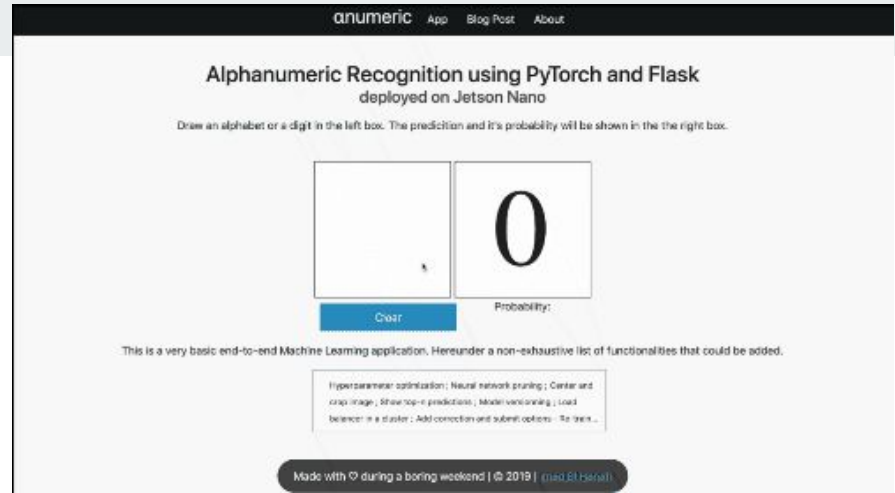 anumeric App Blog Post About
Alphanumeric Recognition using PyTorch and Flask
deployed on Jetson Nano
Draw an alphabet or a digit in the left box. The predicition and it's probability will be shown in the the right box.
0
Clear
Probability:
This is a very basic end-to-end Machine Learning application. Hereunder a non-exhaustive list of functionalities that could be added.
Hyperparameter optimization ; Neural network pruning ; Center and
crop image ; Show top-n predictions ; Model versionning ; Load
balancer in a cluster ; Add correction and submit options - Re train...
Made with ♡ during a boring weekend | © 2019 |